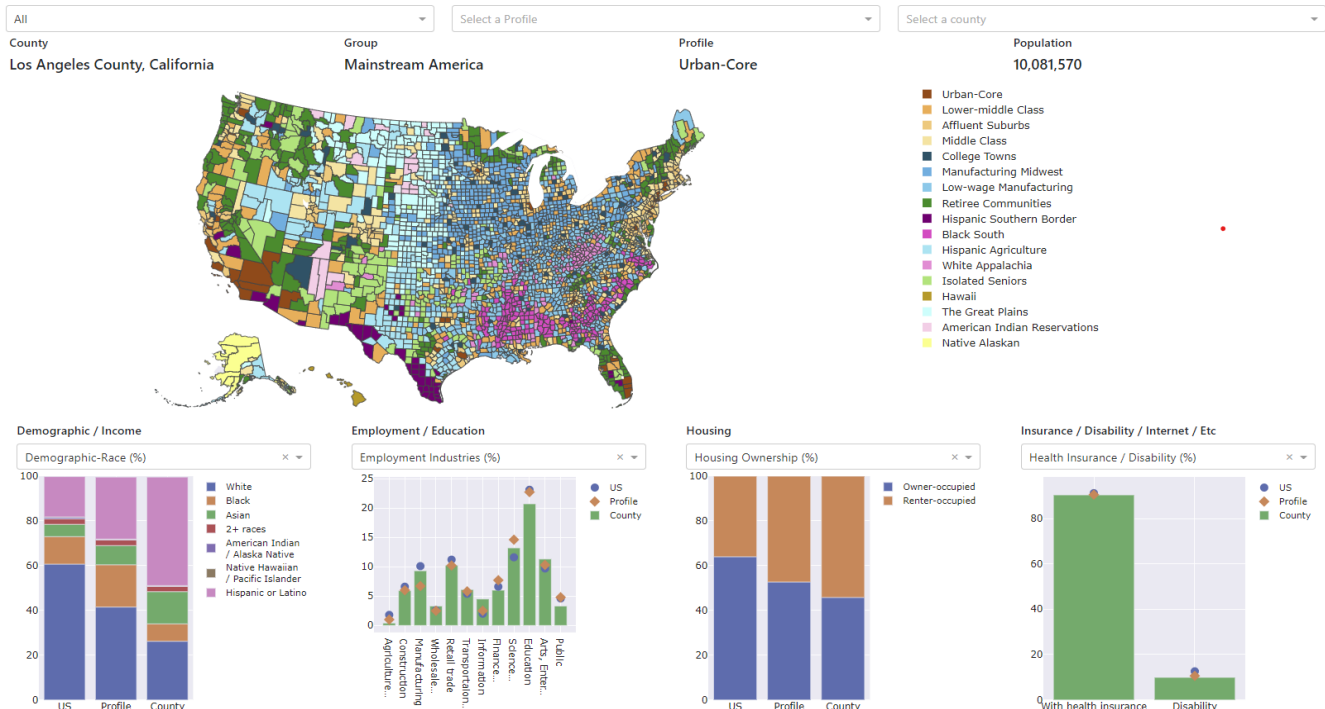 All
Select a Profile
Select a county
County
Group
Profile
Population
Los Angeles County, California
Mainstream America
Urban-Core
10,081,570
Urban-Core
Lower-middle Class
Affluent Suburbs
Middle Class
College Towns
Manufacturing Midwest
Low-wage Manufacturing
Retiree Communities
Hispanic Southern Border
Black South
Hispanic Agriculture
White Appalachia
Isolated Seniors
Hawaii
The Great Plains
American Indian Reservations
Native Alaskan
Demographic / Income
Demographic-Race (%)
100
80
60
40
20
0
US
Profile
County
White
Black
Asian
2+ races
American Indian
/ Alaska Native
Native Hawaiian
/ Pacific Islander
Hispanic or Latino
Employment / Education
Employment Industries (%)
25
20
15
10
5
0
Agriculture...
Construction
Manufacturing
Wholesale...
Retail trade
Transportaion...
Information
FInance...
Science...
Education
Arts, Enter...
Public
US
Profile
County
Housing
Housing Ownership (%)
100
80
60
40
20
0
US
Profile
County
Owner-occupied
Renter-occupied
Insurance / Disability / Internet / Etc
Health Insurance / Disability (%)
80
60
40
20
0
With health insurance
Disability
US
Profile
County